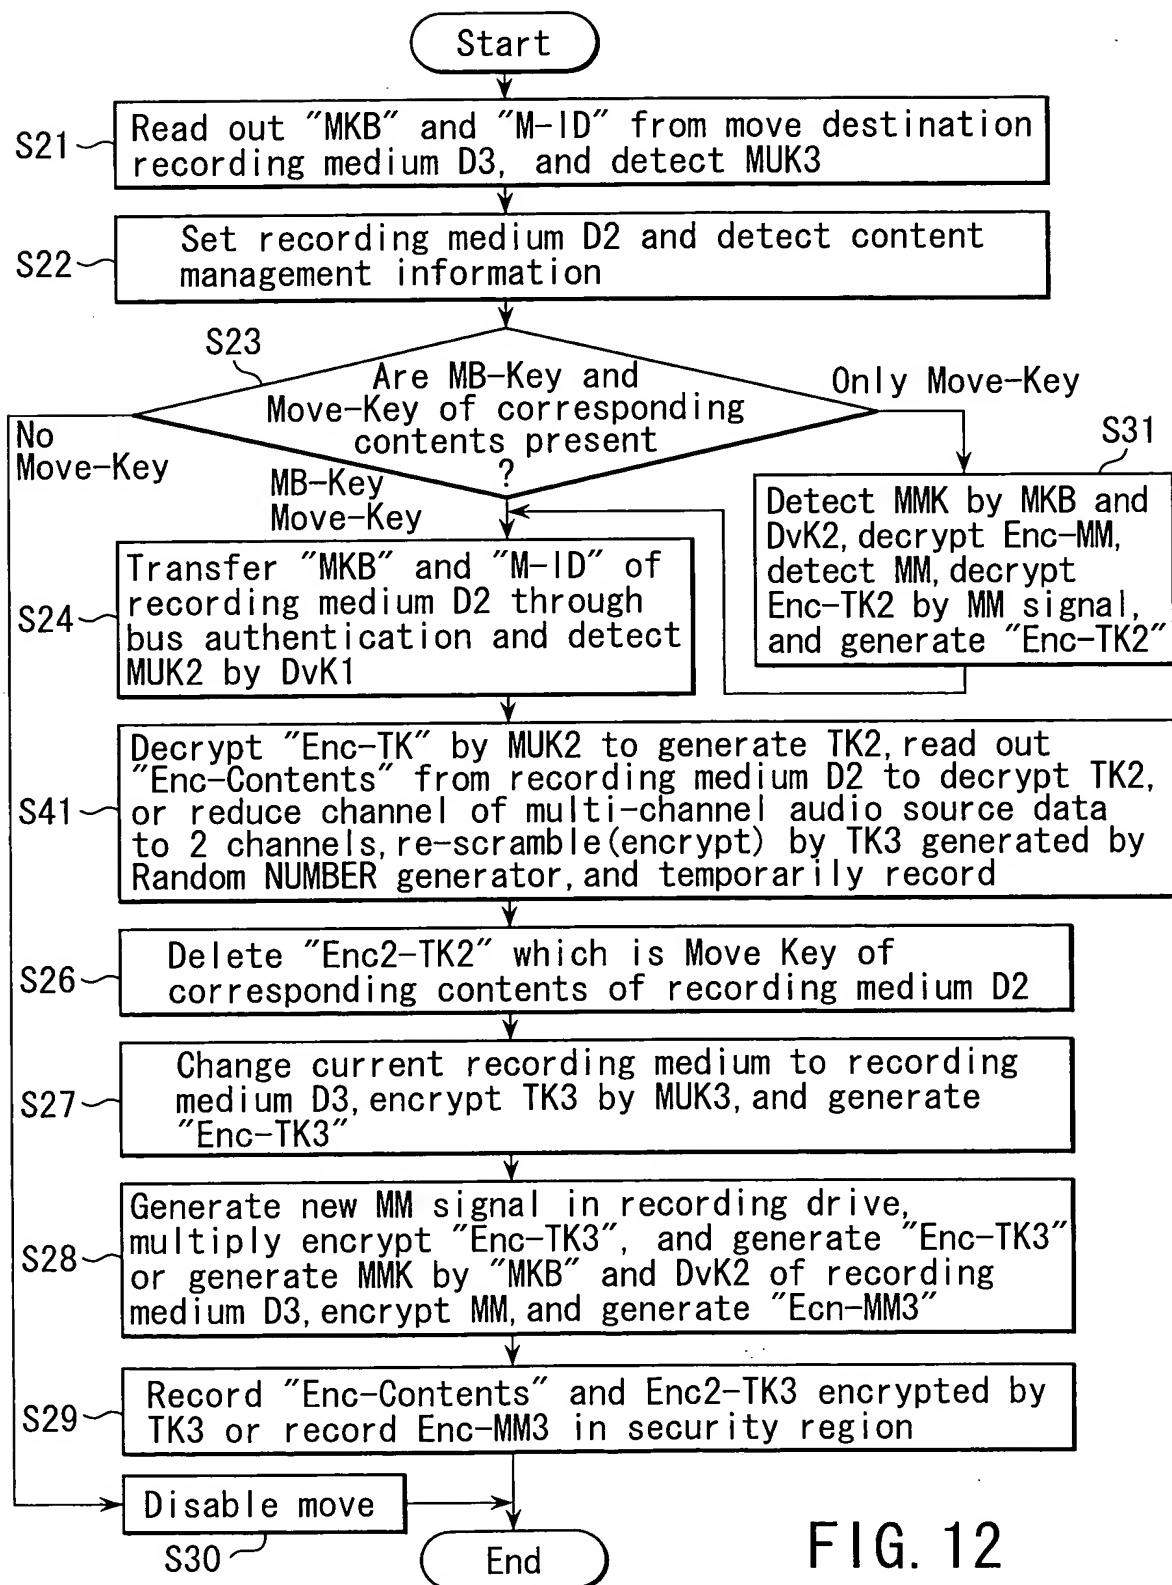 Start
S21
Read out "MKB" and "M-ID" from move destination
recording medium D3, and detect MUK3
S22
Set recording medium D2 and detect content
management information
S23
Are MB-Key and
Move-Key of corresponding
contents present
?
Only Move-Key
No
Move-Key
MB-Key
Move-Key
S31
Detect MMK by MKB and
DvK2, decrypt Enc-MM,
detect MM, decrypt
Enc-TK2 by MM signal,
and generate "Enc-TK2"
S24
Transfer "MKB" and "M-ID" of
recording medium D2 through
bus authentication and detect
MUK2 by DvK1
S41
Decrypt "Enc-TK" by MUK2 to generate TK2, read out
"Enc-Contents" from recording medium D2 to decrypt TK2,
or reduce channel of multi-channel audio source data
to 2 channels, re-scramble(encrypt) by TK3 generated by
Random NUMBER generator, and temporarily record
S26
Delete "Enc2-TK2" which is Move Key of
corresponding contents of recording medium D2
S27
Change current recording medium to recording
medium D3, encrypt TK3 by MUK3, and generate
"Enc-TK3"
S28
Generate new MM signal in recording drive,
multiply encrypt "Enc-TK3", and generate "Enc-TK3"
or generate MMK by "MKB" and DvK2 of recording
medium D3, encrypt MM, and generate "Ecn-MM3"
S29
Record "Enc-Contents" and Enc2-TK3 encrypted by
TK3 or record Enc-MM3 in security region
Disable move
S30
End
FIG. 12